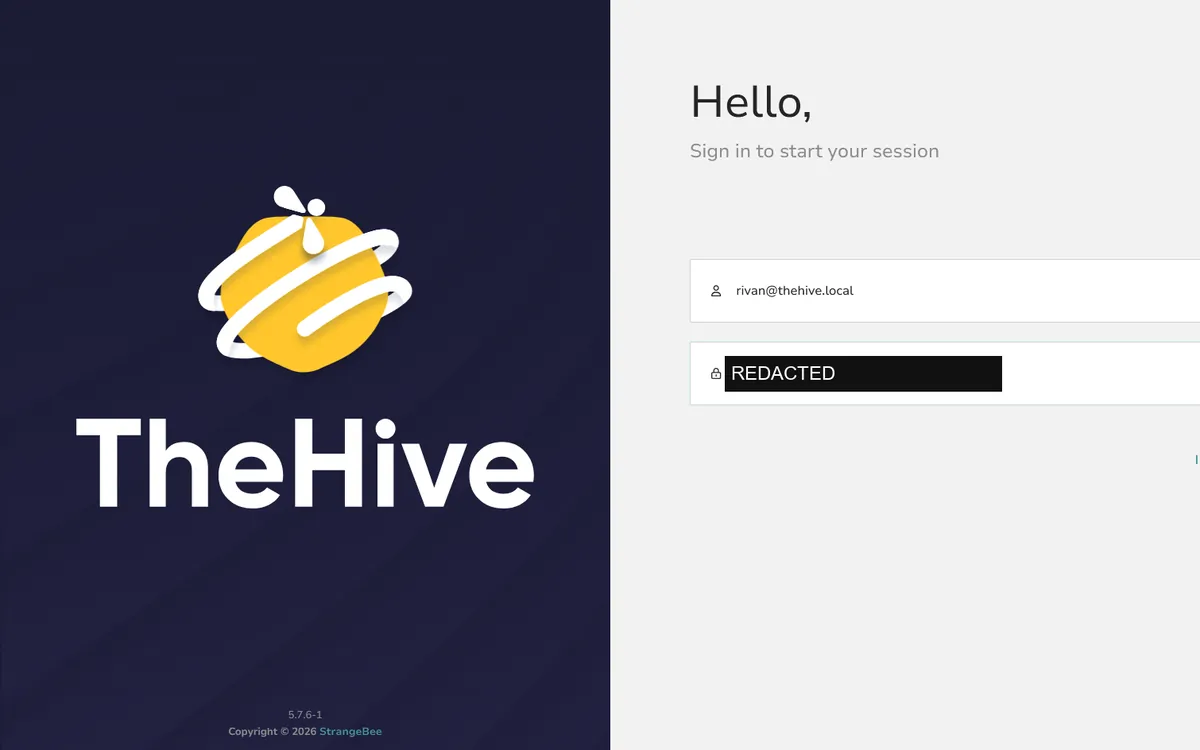 TheHive
5.7.6-1
Copyright © 2026 StrangeBee
Hello,
Sign in to start your session
rivan@thehive.local
REDACTED